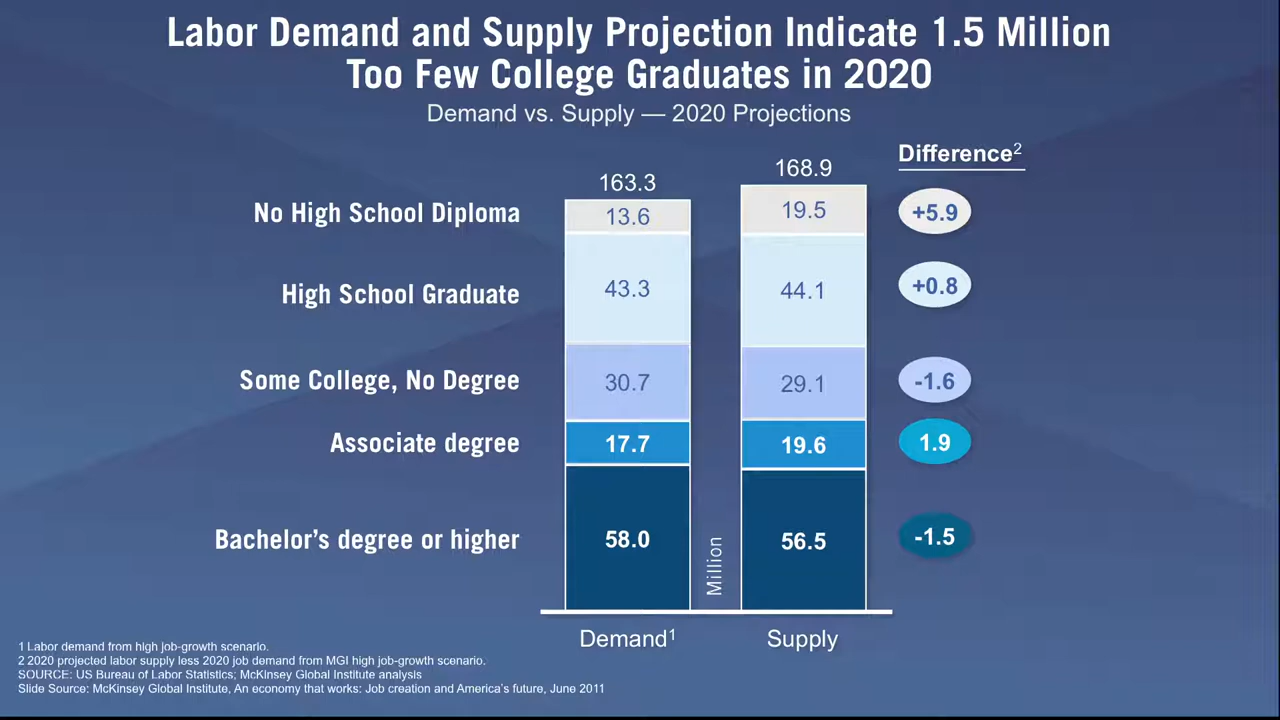 Labor Demand and Supply Projection Indicate 1.5 Million
Too Few College Graduates in 2020
Demand vs. Supply — 2020 Projections
Difference2
163.3
168.9
No High School Diploma
13.6
19.5
+5.9
High School Graduate
43.3
44.1
+0.8
Some College, No Degree
30.7
29.1
-1.6
Associate degree
17.7
19.6
1.9
Bachelor's degree or higher
58.0
56.5
-1.5
Million
Demand1
Supply
1 Labor demand from high job-growth scenario.
2 2020 projected labor supply less 2020 job demand from MGI high job-growth scenario.
SOURCE: US Bureau of Labor Statistics; McKinsey Global Institute analysis
Slide Source: McKinsey Global Institute, An economy that works: Job creation and America's future, June 2011